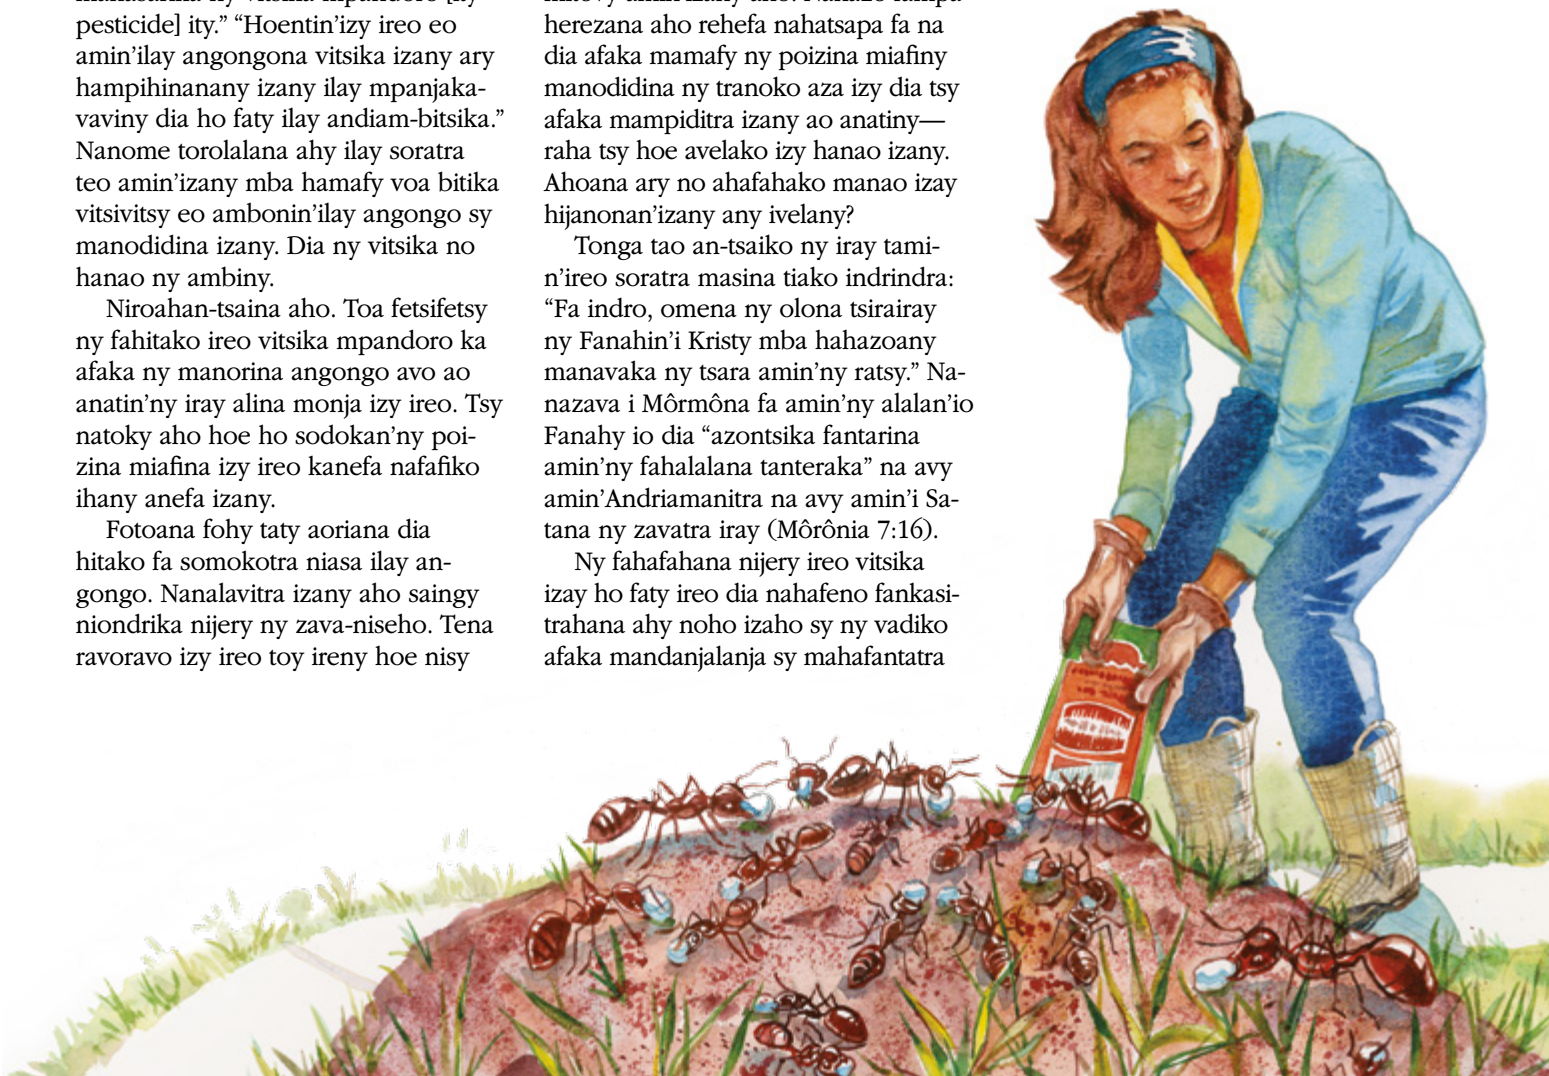 pesticide] ity.” “Hoentin’izy ireo eo
amin’ilay angongona vitsika izany ary
hampihinanany izany ilay mpanjaka-
vaviny dia ho faty ilay andiam-bitsika.”
Nanome torolalana ahy ilay soratra
teo amin’izany mba hamafy voa bitika
vitsivitsy eo ambonin’ilay angongo sy
manodidina izany. Dia ny vitsika no
hanao ny ambiny.
Niroahan-tsaina aho. Toa fetsifetsy
ny fahitako ireo vitsika mpandoro ka
afaka ny manorina angongo avo ao
anatin’ny iray alina monja izy ireo. Tsy
natoky aho hoe ho sodokan’ny poi-
zina miafina izy ireo kanefa nafafiko
ihany anefa izany.
Fotoana fohy taty aoriana dia
hitako fa somokotra niasa ilay an-
gongo. Nanalavitra izany aho saingy
niondrika nijery ny zava-niseho. Tena
ravoravo izy ireo toy ireny hoe nisy
herezana aho rehefa nahatsapa fa na
dia afaka mamafy ny poizina miafiny
manodidina ny tranoko aza izy dia tsy
afaka mampiditra izany ao anatiny—
raha tsy hoe avelako izy hanao izany.
Ahoana ary no ahafahako manao izay
hijanonan’izany any ivelany?
Tonga tao an-tsaiko ny iray tami-
n’ireo soratra masina tiako indrindra:
“Fa indro, omena ny olona tsirairay
ny Fanahin’i Kristy mba hahazoany
manavaka ny tsara amin’ny ratsy.” Na-
nazava i Môrmôna fa amin’ny alalan’io
Fanahy io dia “azontsika fantarina
amin’ny fahalalana tanteraka” na avy
amin’Andriamanitra na avy amin’i Sa-
tana ny zavatra iray (Môrônia 7:16).
Ny fahafahana nijery ireo vitsika
izay ho faty ireo dia nahafeno fankasi-
trahana ahy noho izaho sy ny vadiko
afaka mandanjalanja sy mahafantatra